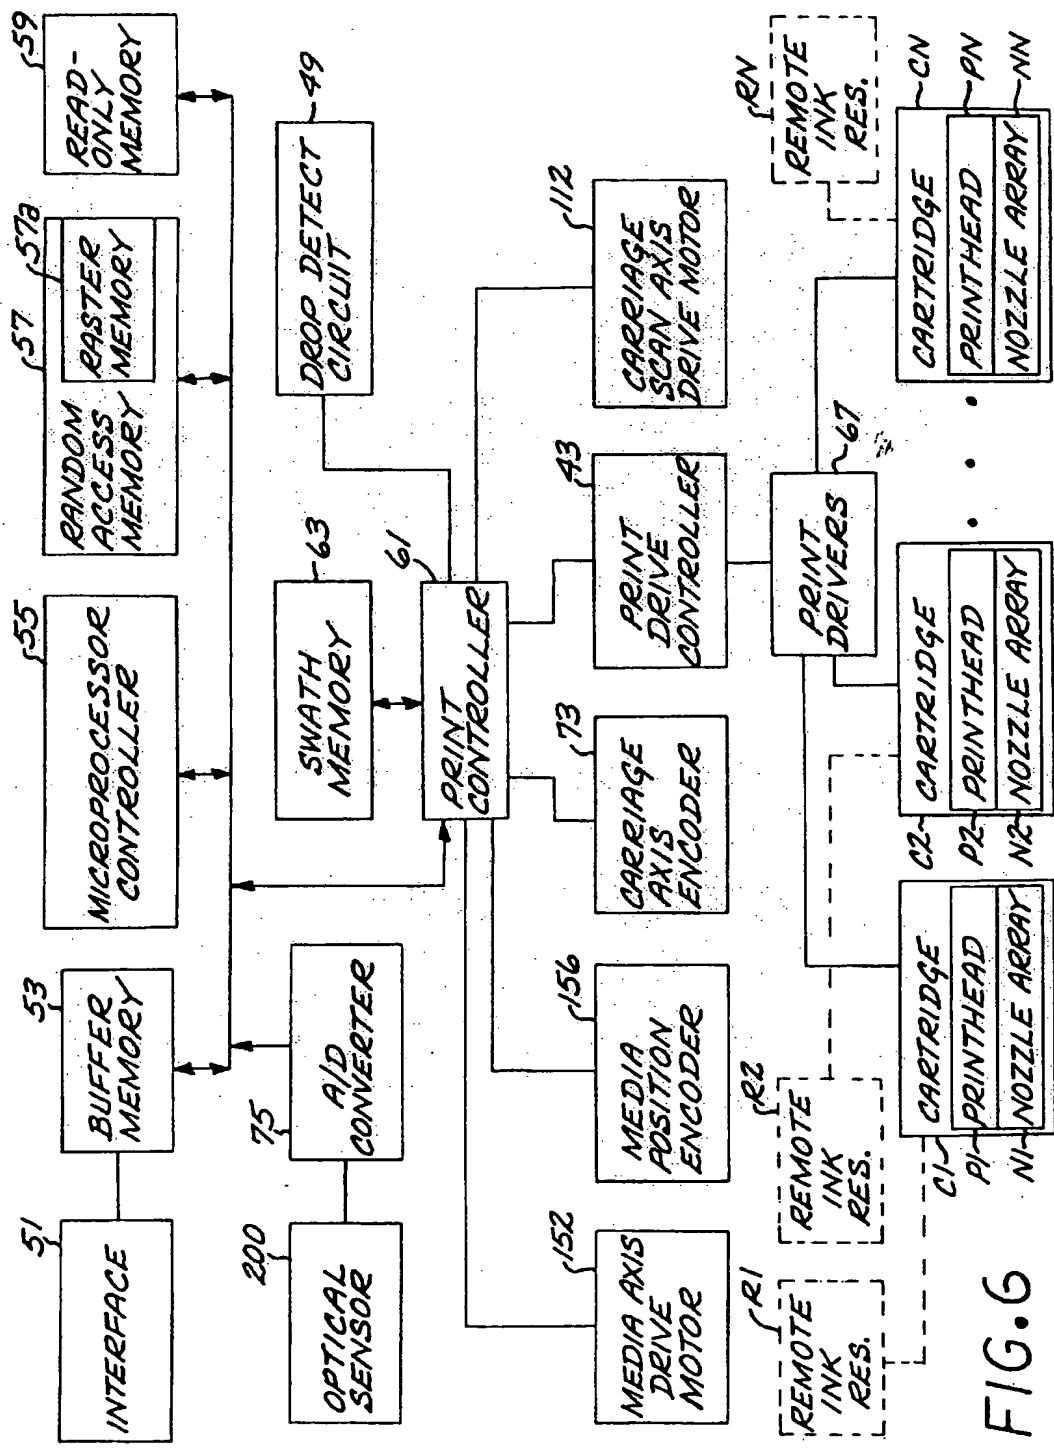 51
INTERFACE
53
BUFFER
MEMORY
55
MICROPROCESSOR
CONTROLLER
57
RANDOM
ACCESS
MEMORY
57a
RASTER
MEMORY
59
READ-
ONLY
MEMORY
200
OPTICAL
SENSOR
75
A/D
CONVERTER
63
SWATH
MEMORY
49
DROP DETECT
CIRCUIT
61
PRINT
CONTROLLER
152
MEDIA AXIS
DRIVE
MOTOR
156
MEDIA
POSITION
ENCODER
73
CARRIAGE
AXIS
ENCODER
43
PRINT
DRIVE
CONTROLLER
112
CARRIAGE
SCAN AXIS
DRIVE MOTOR
R1
REMOTE
INK
RES.
R2
REMOTE
INK
RES.
67
PRINT
DRIVERS
RN
REMOTE
INK
RES.
C1
CARTRIDGE
P1
PRINTHEAD
N1
NOZZLE ARRAY
C2
CARTRIDGE
P2
PRINTHEAD
N2
NOZZLE ARRAY
CARTRIDGE
CN
PRINTHEAD
PN
NOZZLE ARRAY
NN
FIG.6